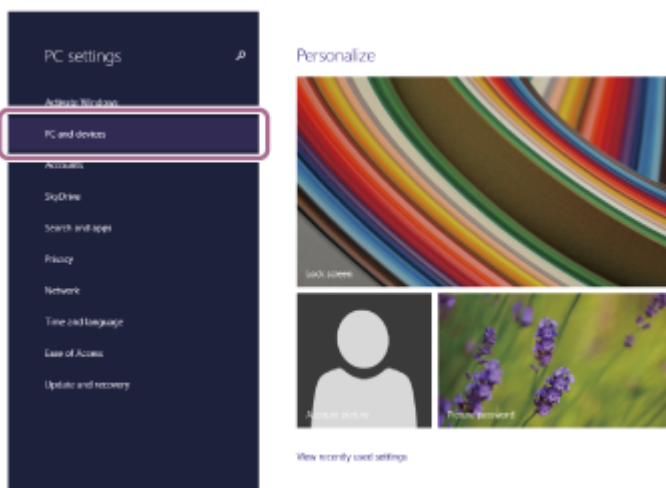 PC settings
Personalize
Activate Windows
PC and devices
Accounts
SkyDrive
Search and apps
Privacy
Network
Time and language
Ease of Access
Update and recovery
Lock screen
Account picture
Picture password
View recently used settings